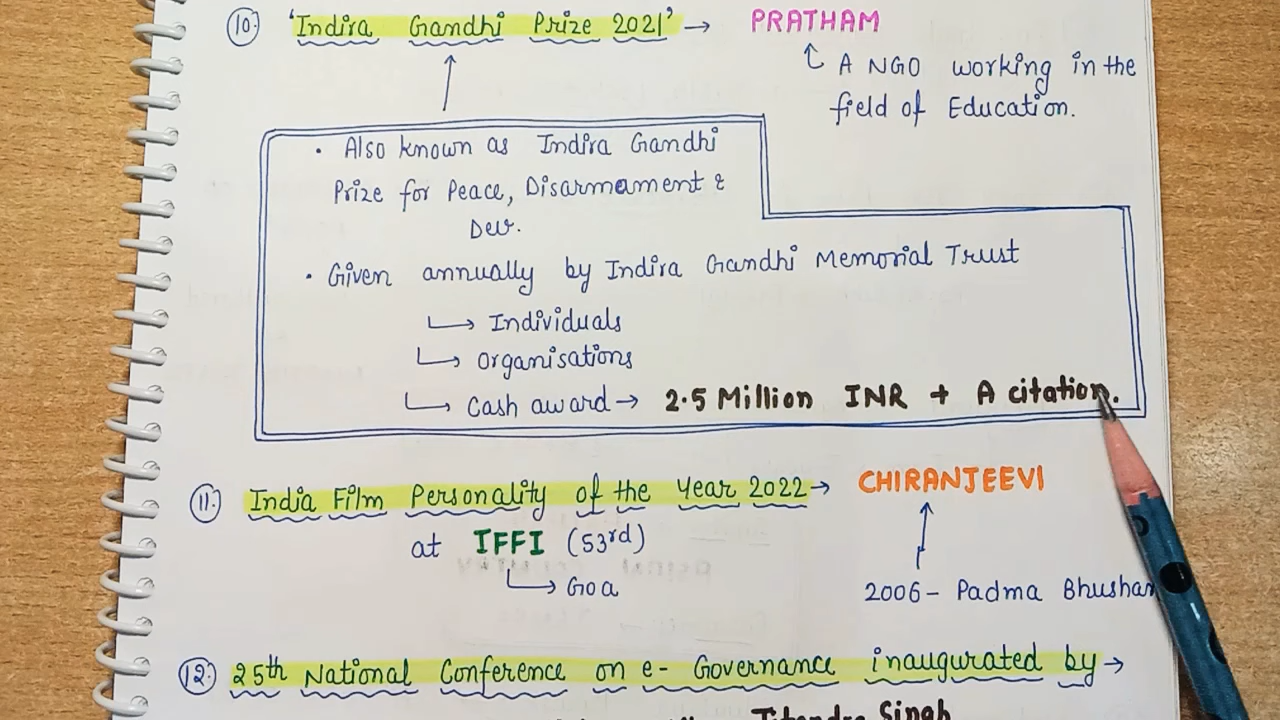 10. 'Indira Gandhi Prize 2021' → PRATHAM
A NGO working in the
field of Education.
• Also known as Indira Gandhi
Prize for Peace, Disarmament &
Dev.
• Given annually by Indira Gandhi Memorial Trust
↳ Individuals
↳ Organisations
↳ Cash award → 2.5 Million INR + A citation.
11. India Film Personality of the Year 2022 → CHIRANJEEVI
at IFFI (53rd)
↳ Goa
2006 - Padma Bhushan
12. 25th National Conference on e-Governance inaugurated by →
Jitendra Singh